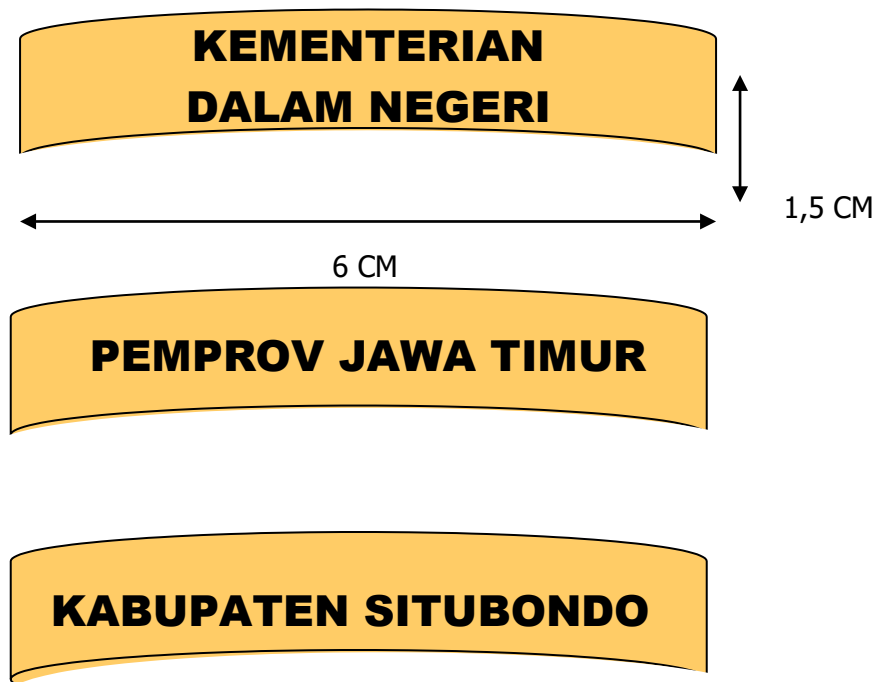 KEMENTERIAN
DALAM NEGERI
1,5 CM
6 CM
PEMPROV JAWA TIMUR
KABUPATEN SITUBONDO